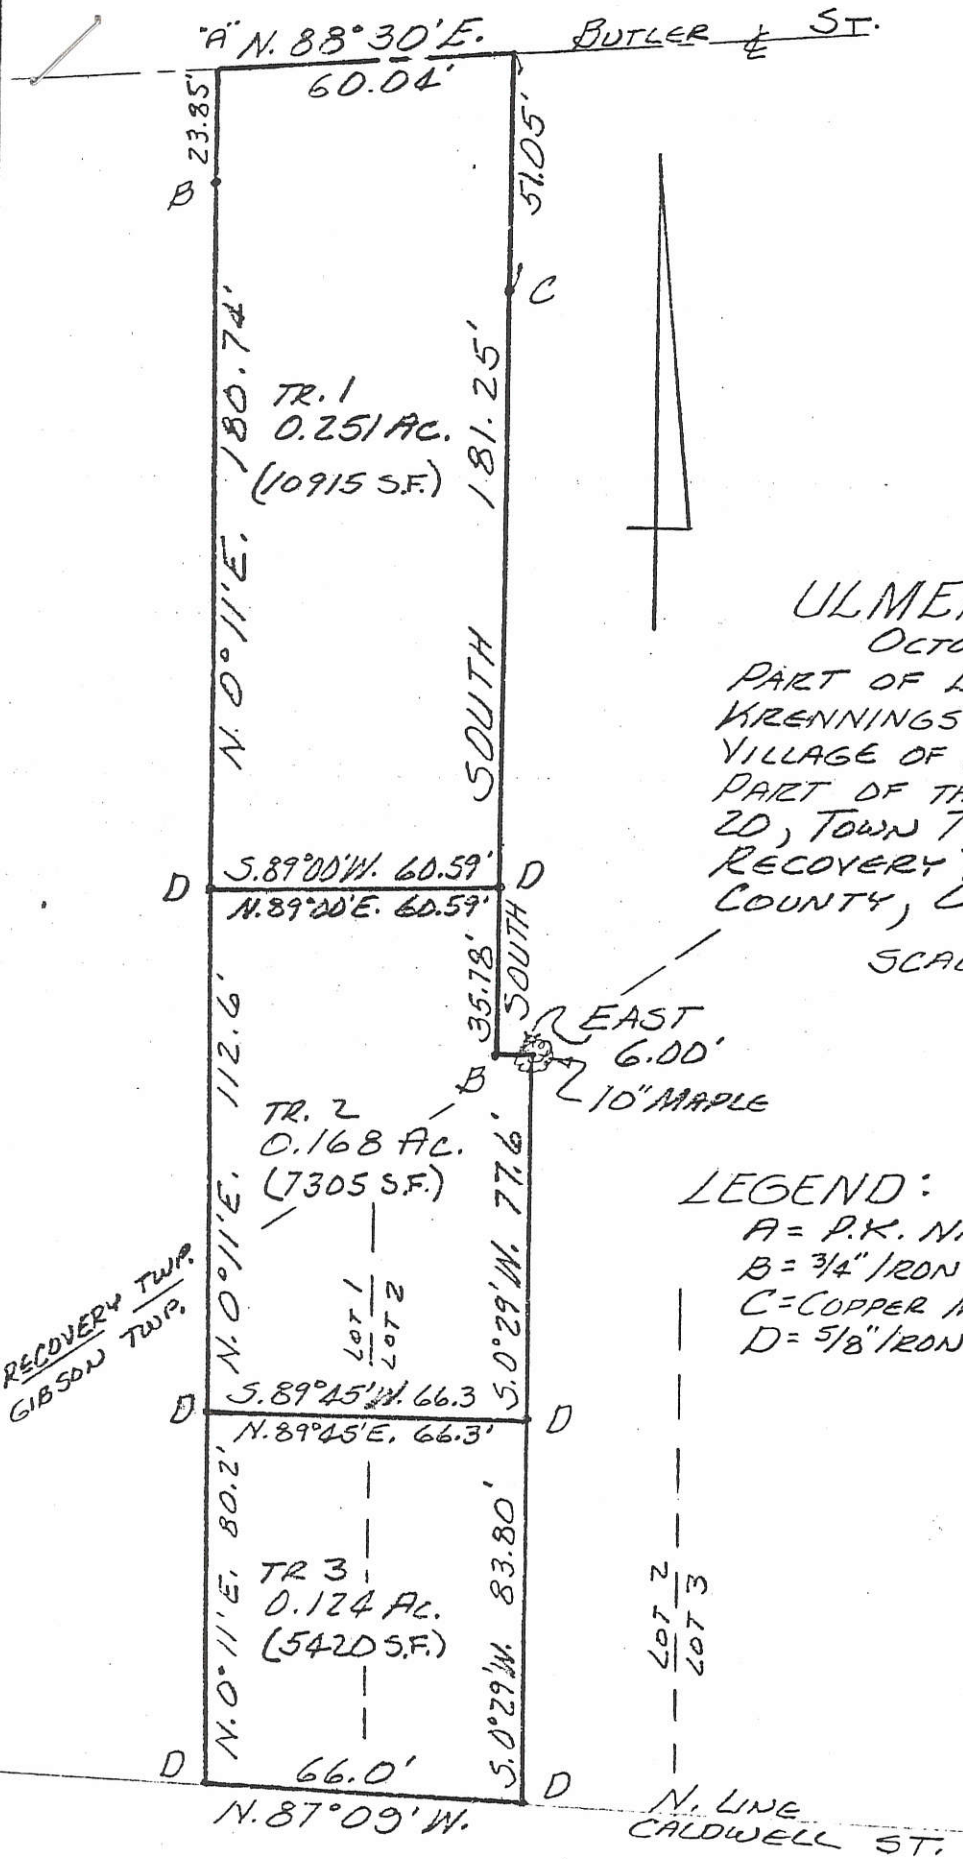 "A" N. 88°30'E. BUTLER ℄ ST.
60.04'
23.85'
B
51.05'
C
N. 0°11'E. 180.74'
TR. 1
0.251 AC.
(10915 S.F.)
SOUTH 181.25'
ULME
OCTO
PART OF
KRENNINGS
VILLAGE OF
PART OF TH
20, TOWN 7
RECOVERY
COUNTY,
SCAL
D S.89°00'W. 60.59' D
N.89°00'E. 60.59'
35.78' SOUTH
EAST
6.00'
B
10" MAPLE
N. 0°11'E. 112.6'
TR. 2
0.168 AC.
(7305 S.F.)
S. 0°29'W. 77.6'
LOT 1
LOT 2
RECOVERY TWP.
GIBSON TWP.
LEGEND:
A = P.K. NA
B = 3/4" IRON
C = COPPER
D = 5/8" IRON
D S.89°45'W. 66.3 D
N.89°45'E. 66.3'
N. 0°11'E. 80.2'
TR 3
0.124 AC.
(5420 S.F.)
S. 0°29'W. 83.80'
LOT 2
LOT 3
D 66.0' D
N. 87°09'W.
N. LINE
CALDWELL ST.